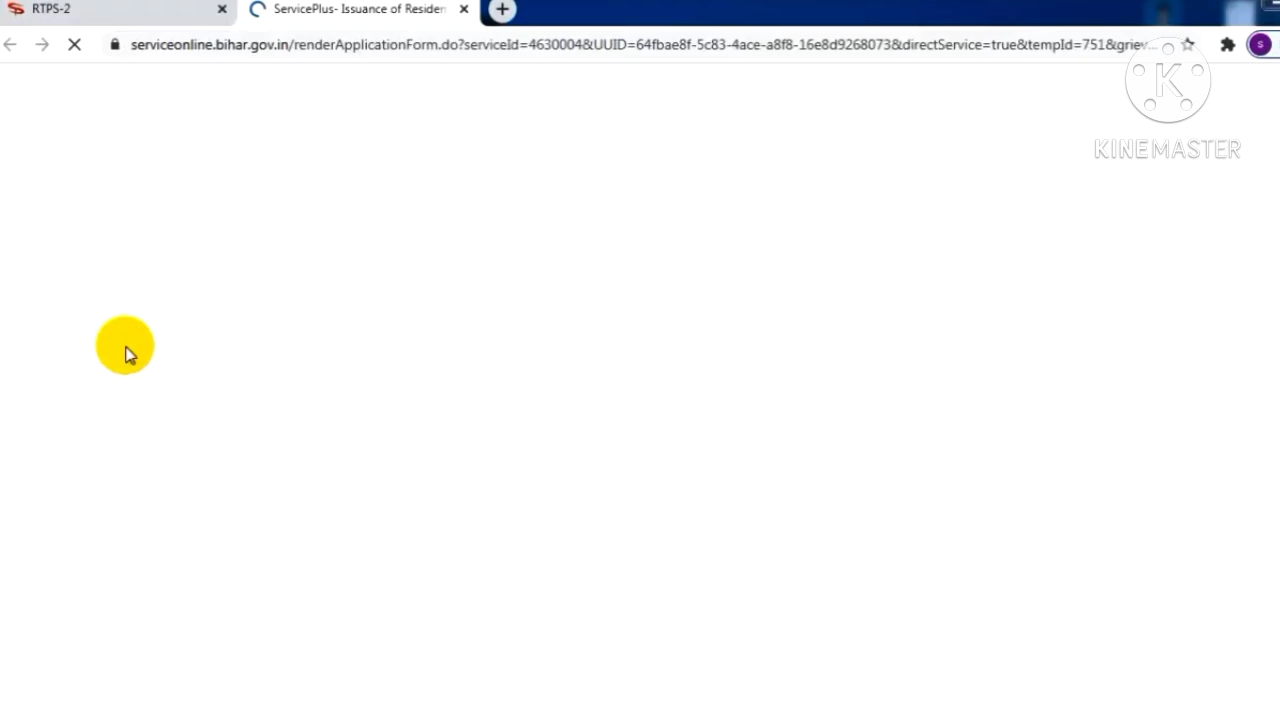 RTPS-2
ServicePlus- Issuance of Residen
serviceonline.bihar.gov.in/renderApplicationForm.do?serviceId=4630004&UUID=64fbae8f-5c83-4ace-a8f8-16e8d9268073&directService=true&tempId=751&griev...
S
K
KINEMASTER